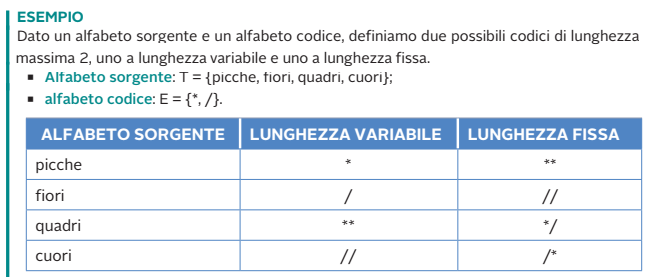 ESEMPIO
Dato un alfabeto sorgente e un alfabeto codice, definiamo due possibili codici di lunghezza
massima 2, uno a lunghezza variabile e uno a lunghezza fissa.
▪ Alfabeto sorgente: T = {picche, fiori, quadri, cuori};
▪ alfabeto codice: E = {*, /}.
ALFABETO SORGENTE LUNGHEZZA VARIABILE LUNGHEZZA FISSA
picche * **
fiori / //
quadri ** */
cuori // /*